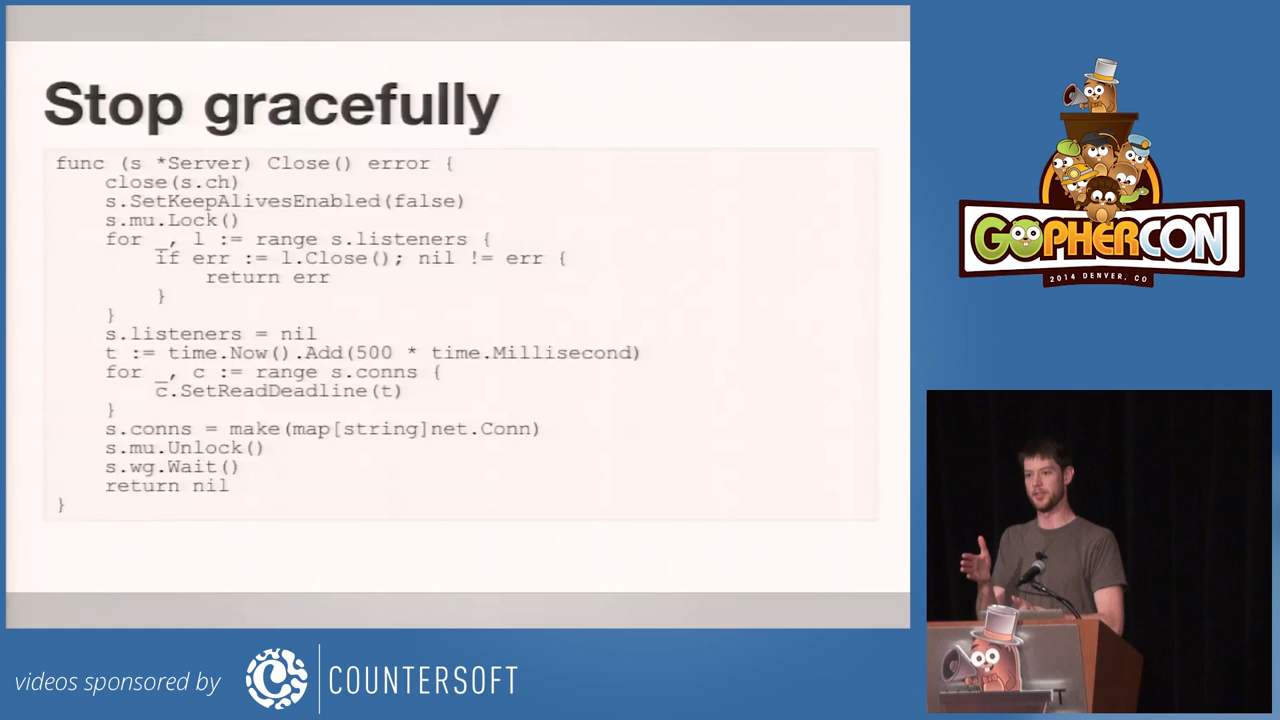 Stop gracefully
func (s *Server) Close() error {
    close(s.ch)
    s.SetKeepAlivesEnabled(false)
    s.mu.Lock()
    for _, l := range s.listeners {
        if err := l.Close(); nil != err {
            return err
        }
    }
    s.listeners = nil
    t := time.Now().Add(500 * time.Millisecond)
    for _, c := range s.conns {
        c.SetReadDeadline(t)
    }
    s.conns = make(map[string]net.Conn)
    s.mu.Unlock()
    s.wg.Wait()
    return nil
}
GOPHERCON
2014 DENVER, CO
T
videos sponsored by
COUNTERSOFT